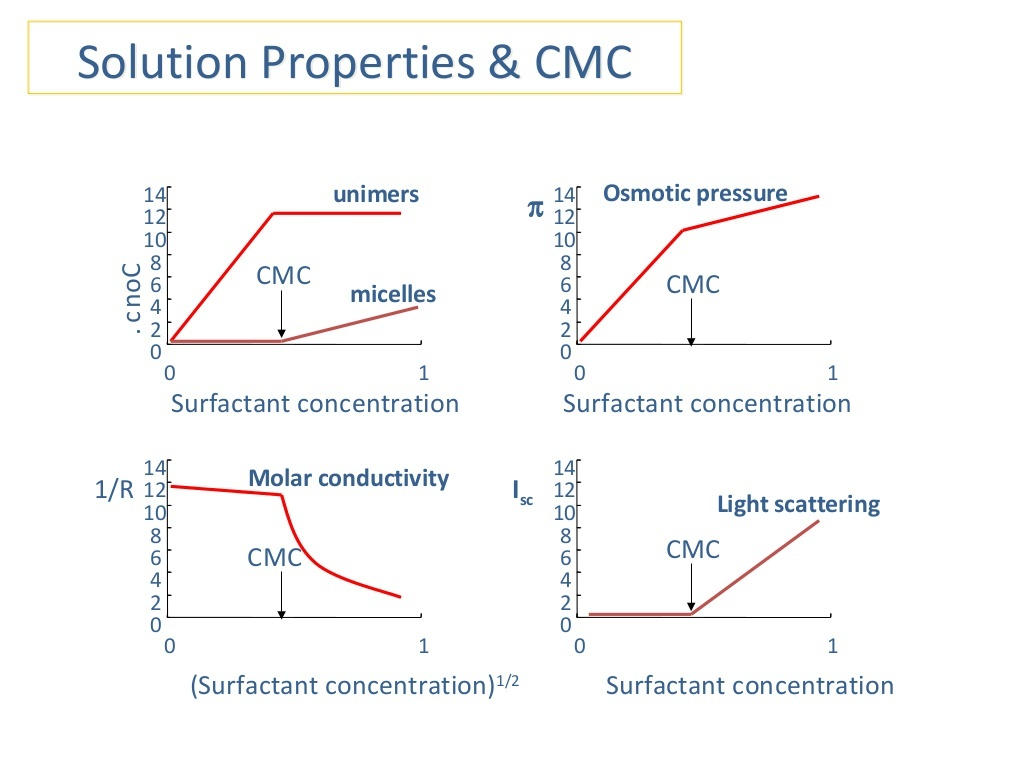 Solution Properties & CMC
14
12
10
8
6
4
2
0
.cnoC
unimers
CMC
micelles
0 1
Surfactant concentration
π
14
12
10
8
6
4
2
0
Osmotic pressure
CMC
0 1
Surfactant concentration
1/R
14
12
10
8
6
4
2
0
Molar conductivity
CMC
0 1
(Surfactant concentration)1/2
Isc
14
12
10
8
6
4
2
0
Light scattering
CMC
0 1
Surfactant concentration